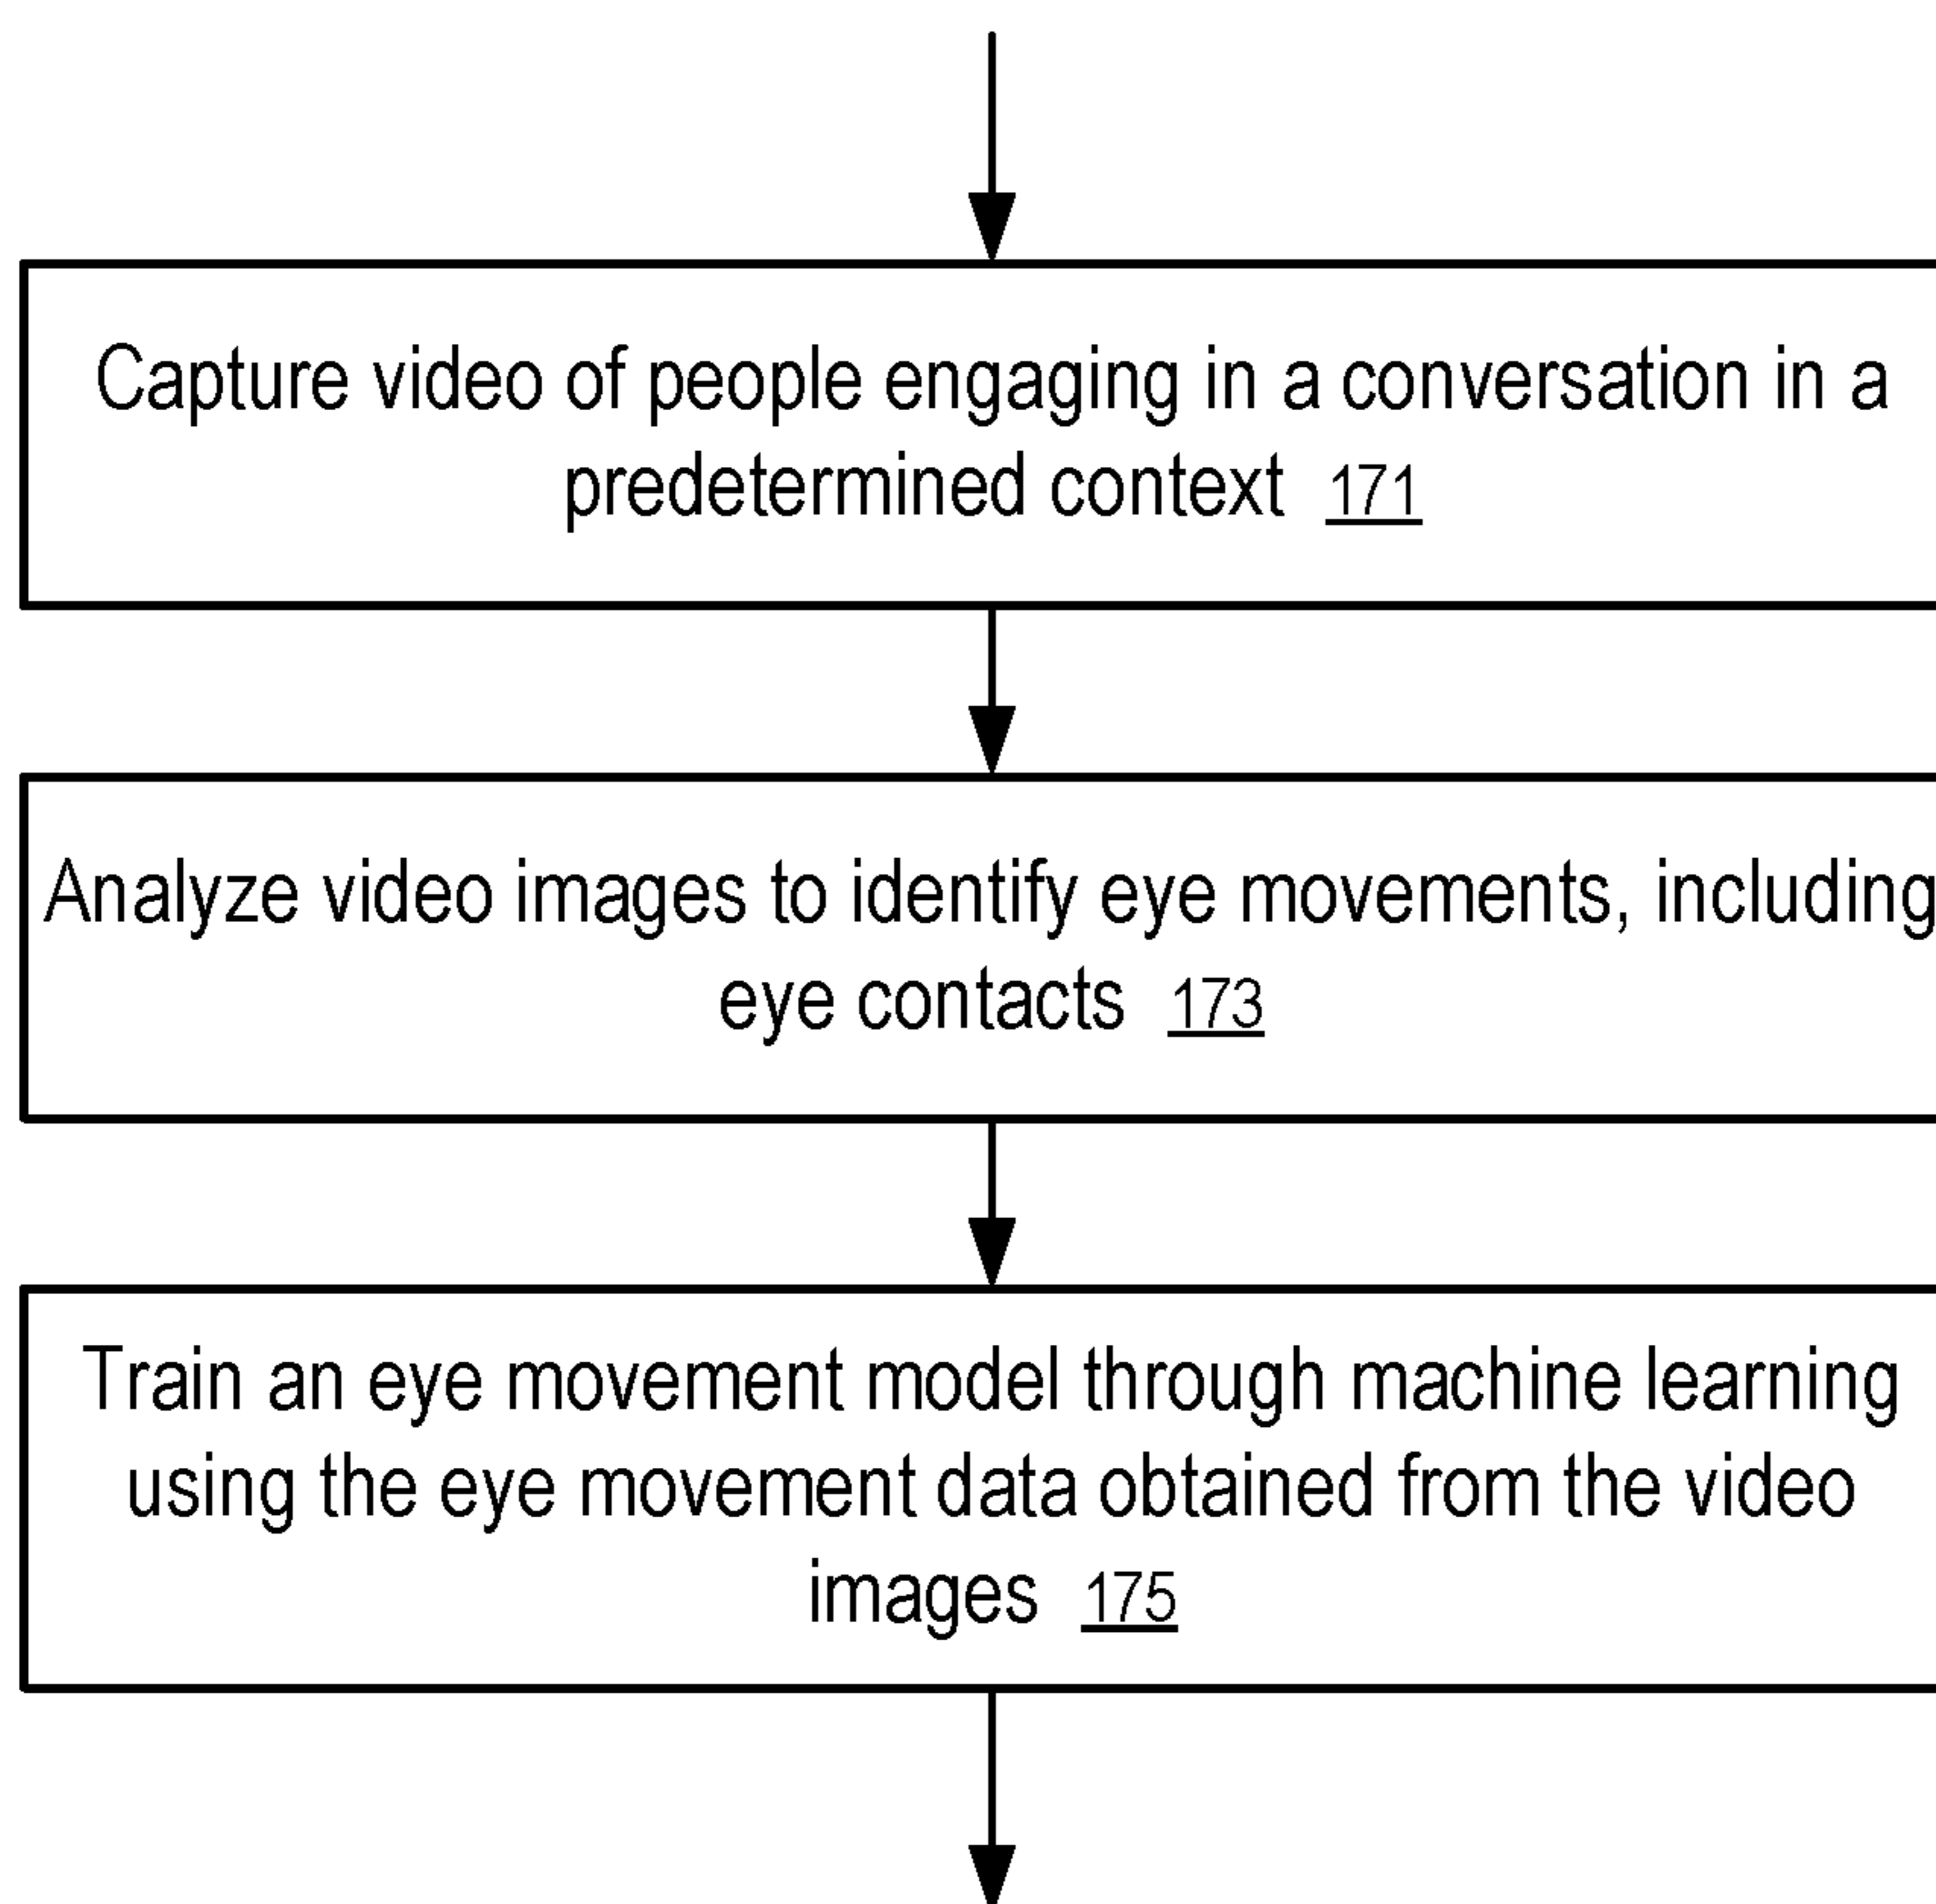 Capture video of people engaging in a conversation in a
predetermined context 171
Analyze video images to identify eye movements, including
eye contacts 173
Train an eye movement model through machine learning
using the eye movement data obtained from the video
images 175